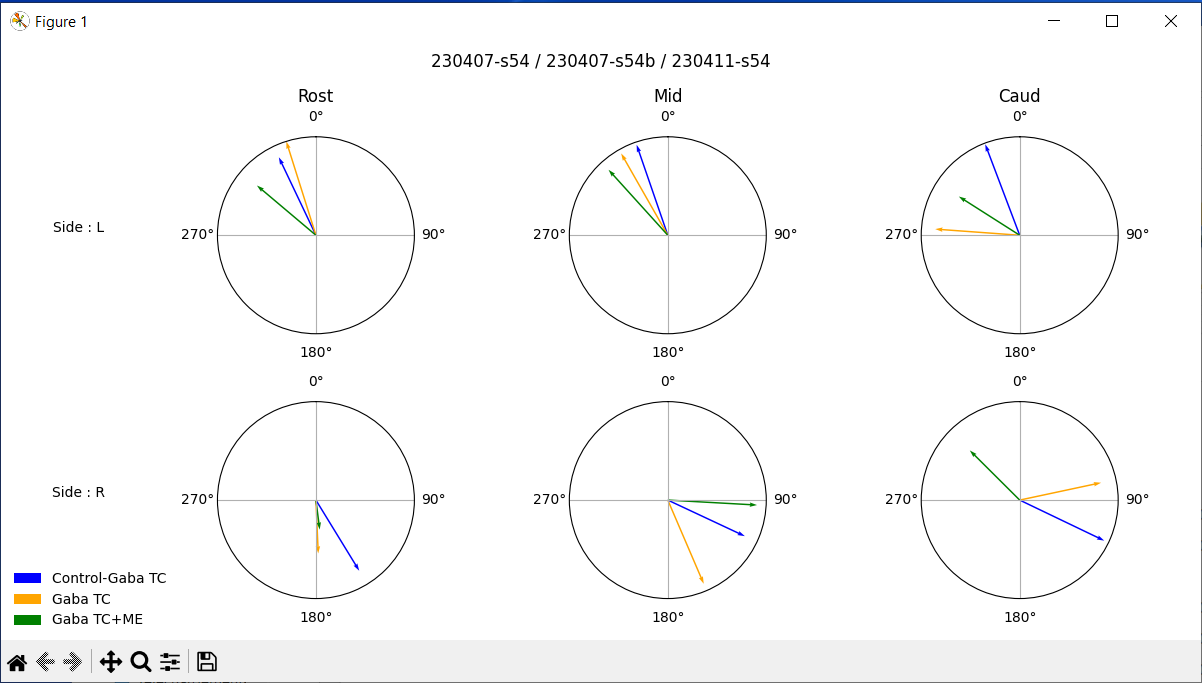 Figure 1
230407-s54 / 230407-s54b / 230411-s54
Rost Mid Caud
0° 0° 0°
Side : L
270° 90° 270° 90° 270° 90°
180° 180° 180°
0° 0° 0°
Side : R
270° 90° 270° 90° 270° 90°
180° 180° 180°
Control-Gaba TC
Gaba TC
Gaba TC+ME